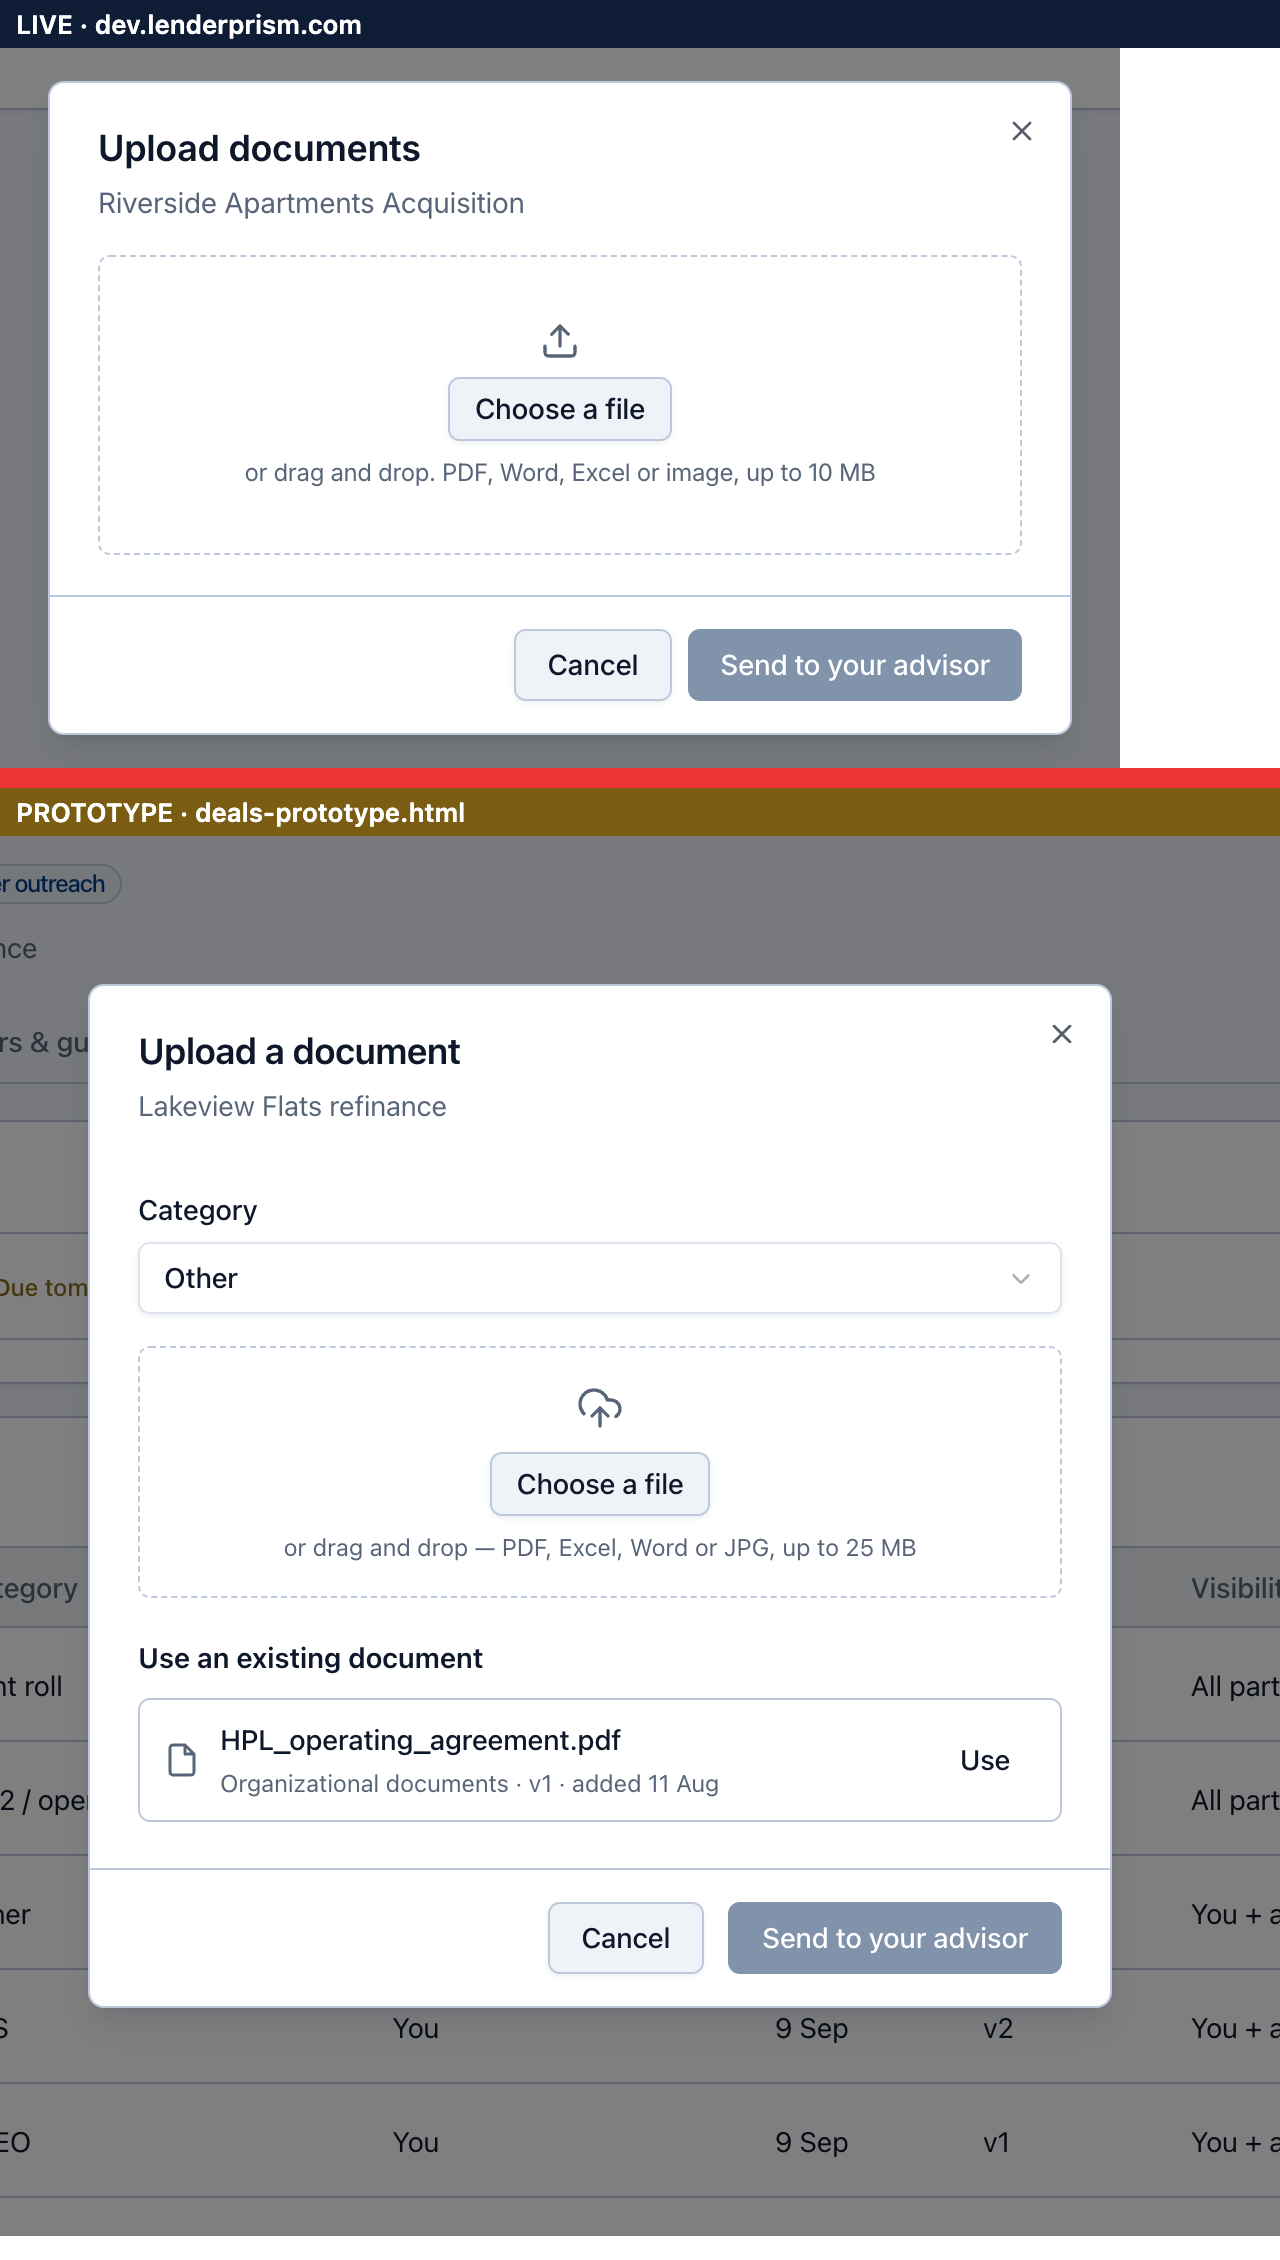 LIVE · dev.lenderprism.com
Upload documents
Riverside Apartments Acquisition
Choose a file
or drag and drop. PDF, Word, Excel or image, up to 10 MB
Cancel
Send to your advisor
PROTOTYPE · deals-prototype.html
er outreach
nce
rs & gu
Upload a document
Lakeview Flats refinance
Category
Other
Due tom
Choose a file
or drag and drop — PDF, Excel, Word or JPG, up to 25 MB
tegory
Visibilit
Use an existing document
nt roll
All part
HPL_operating_agreement.pdf
Use
Organizational documents · v1 · added 11 Aug
2 / ope
All part
ner
You + a
Cancel
Send to your advisor
S
You
9 Sep
v2
You + a
EO
You
9 Sep
v1
You + a